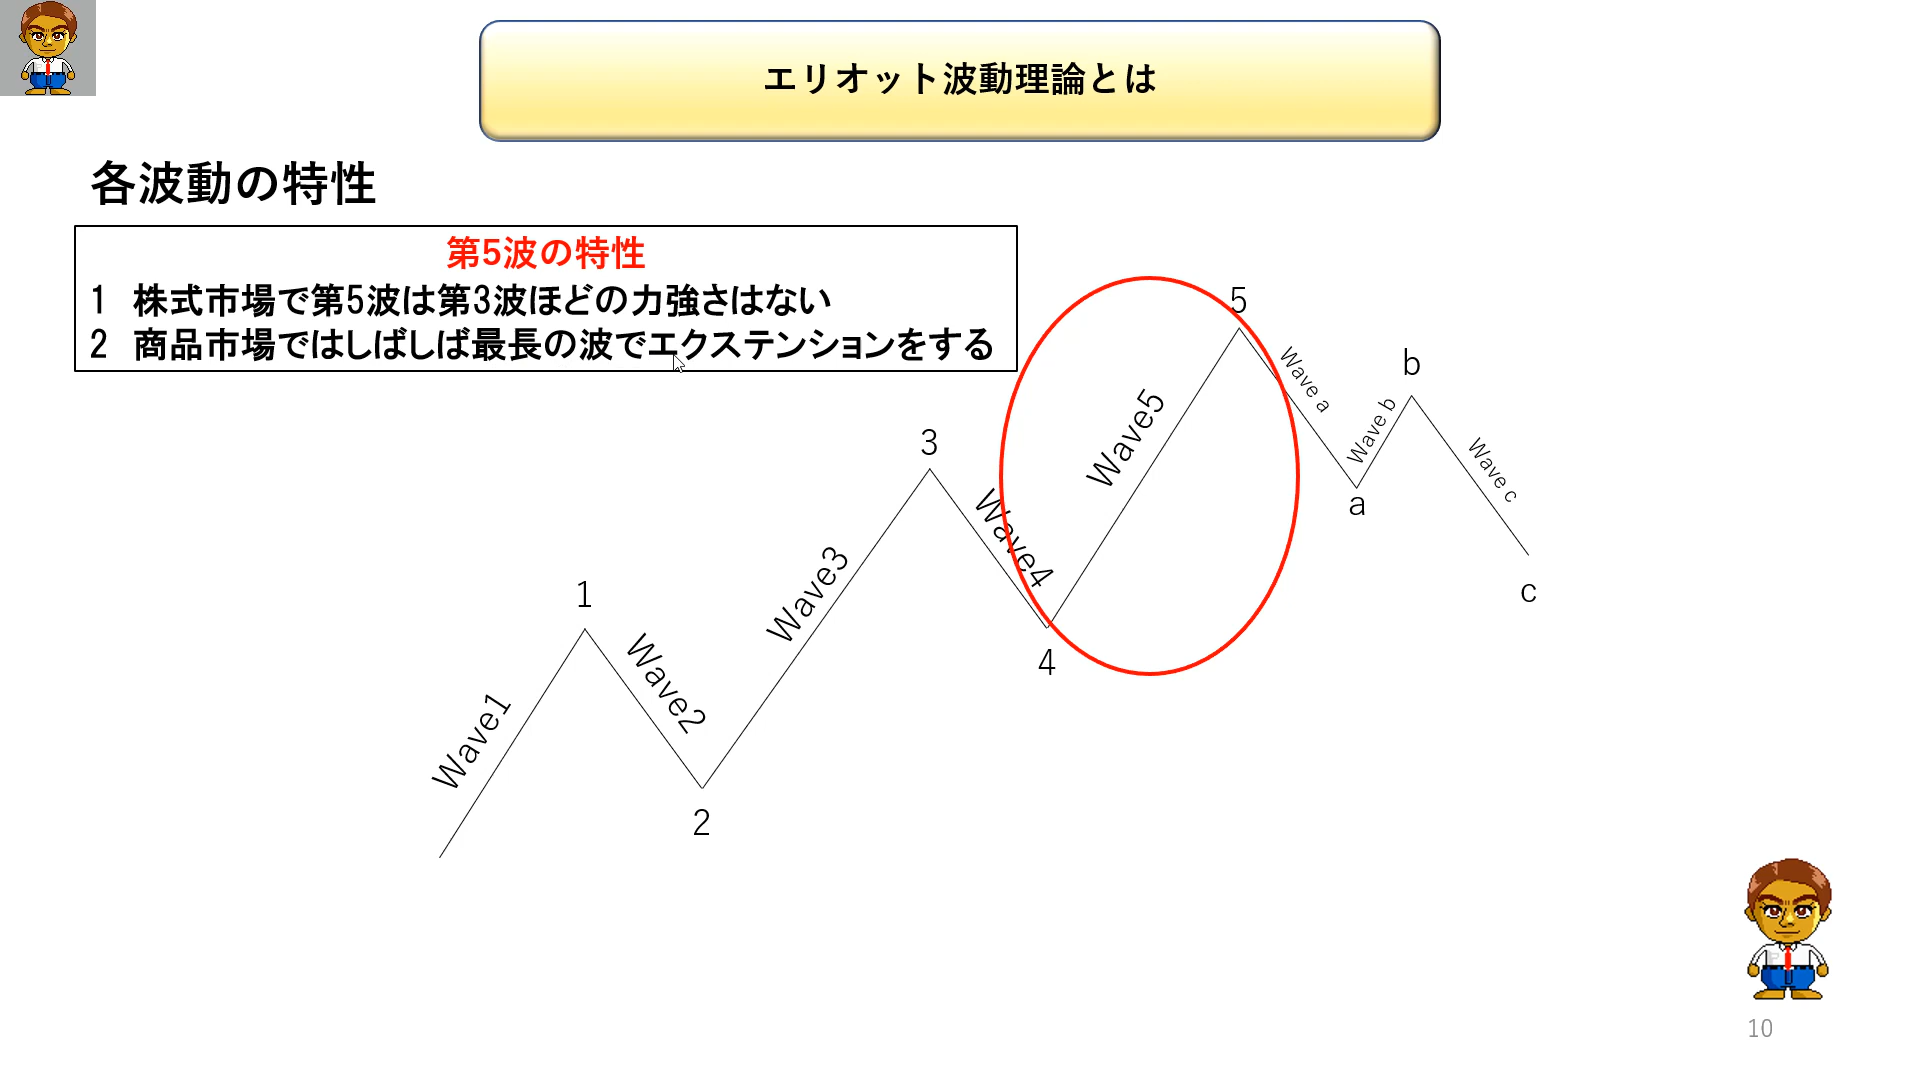 エリオット波動理論とは
各波動の特性
第5波の特性
1 株式市場で第5波は第3波ほどの力強さはない
2 商品市場ではしばしば最長の波でエクステンションをする
5
Wave a
b
Wave b
Wave5
3
Wave c
Wave4
a
Wave3
1
c
Wave2
4
Wave1
2
10